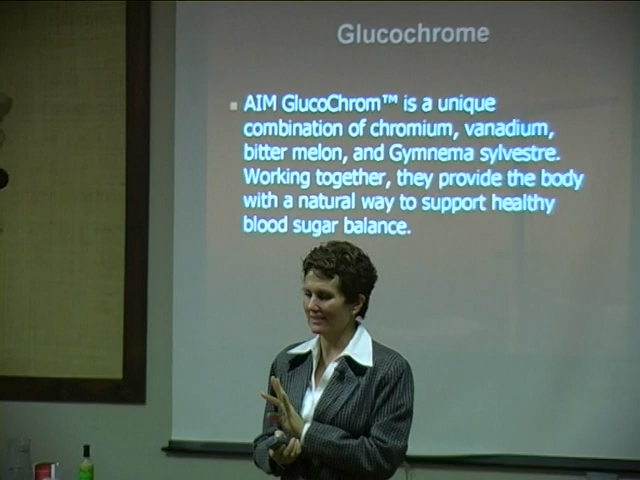 Glucochrome
AIM GlucoChrom™ is a unique
combination of chromium, vanadium,
bitter melon, and Gymnema sylvestre.
Working together, they provide the body
with a natural way to support healthy
blood sugar balance.